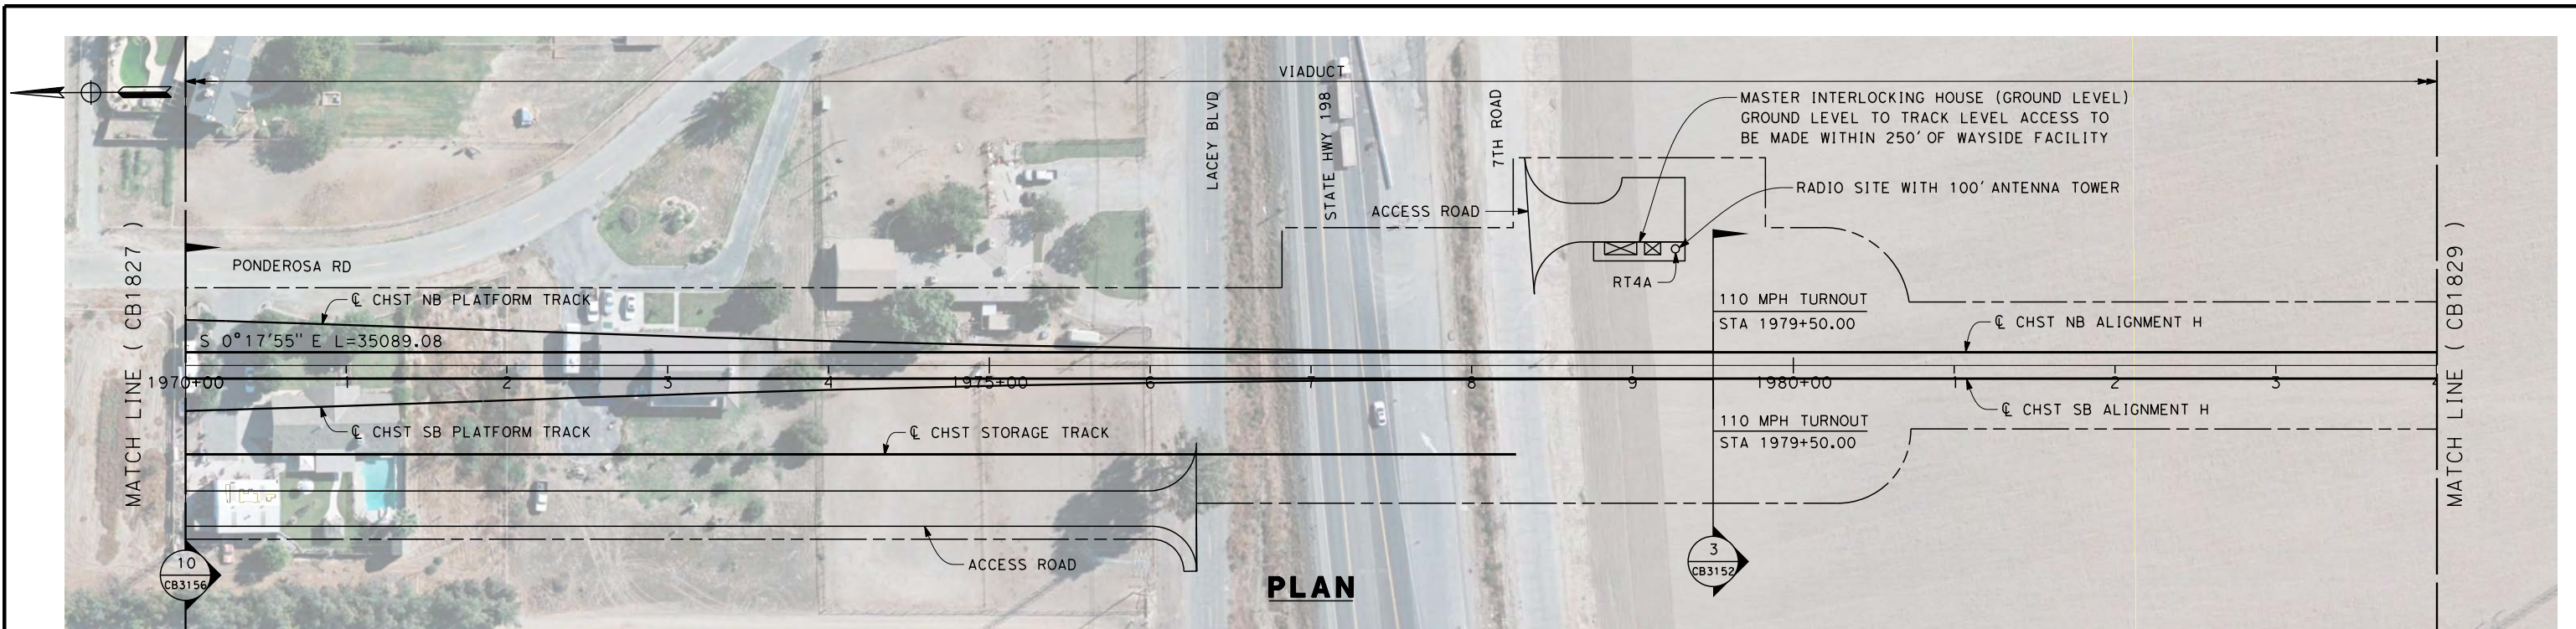 VIADUCT
MASTER INTERLOCKING HOUSE (GROUND LEVEL)
GROUND LEVEL TO TRACK LEVEL ACCESS TO
BE MADE WITHIN 250' OF WAYSIDE FACILITY
LACEY BLVD
STATE HWY 198
7TH ROAD
RADIO SITE WITH 100' ANTENNA TOWER
ACCESS ROAD
RT4A
MATCH LINE ( CB1827 )
PONDEROSA RD
℄ CHST NB PLATFORM TRACK
S 0°17'55" E L=35089.08
110 MPH TURNOUT
STA 1979+50.00
℄ CHST NB ALIGNMENT H
MATCH LINE ( CB1829 )
1970+00 1 2 3 4 1975+00 6 7 8 9 1980+00 1 2 3 4
℄ CHST SB PLATFORM TRACK
℄ CHST STORAGE TRACK
℄ CHST SB ALIGNMENT H
110 MPH TURNOUT
STA 1979+50.00
10
CB3156
ACCESS ROAD
3
CB3152
PLAN